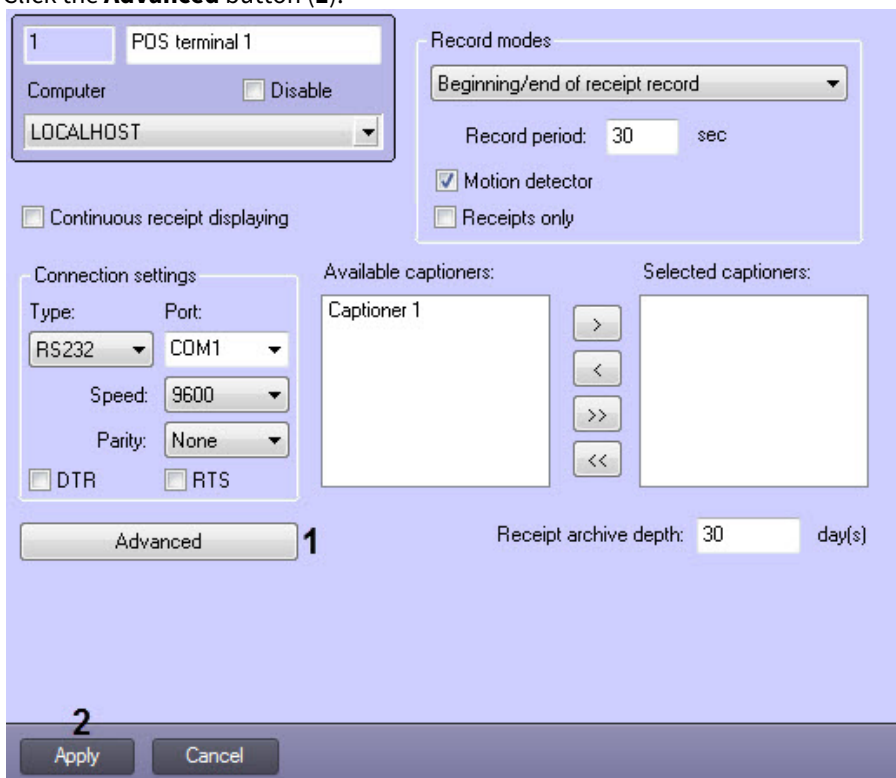 Click the Advanced button (1).
1 POS terminal 1
Computer Disable
LOCALHOST
Continuous receipt displaying
Record modes
Beginning/end of receipt record
Record period: 30 sec
Motion detector
Receipts only
Connection settings
Type: Port:
RS232 COM1
Speed: 9600
Parity: None
DTR RTS
Available captioners:
Captioner 1
>
<
>>
<<
Selected captioners:
Advanced 1
Receipt archive depth: 30 day(s)
2
Apply Cancel